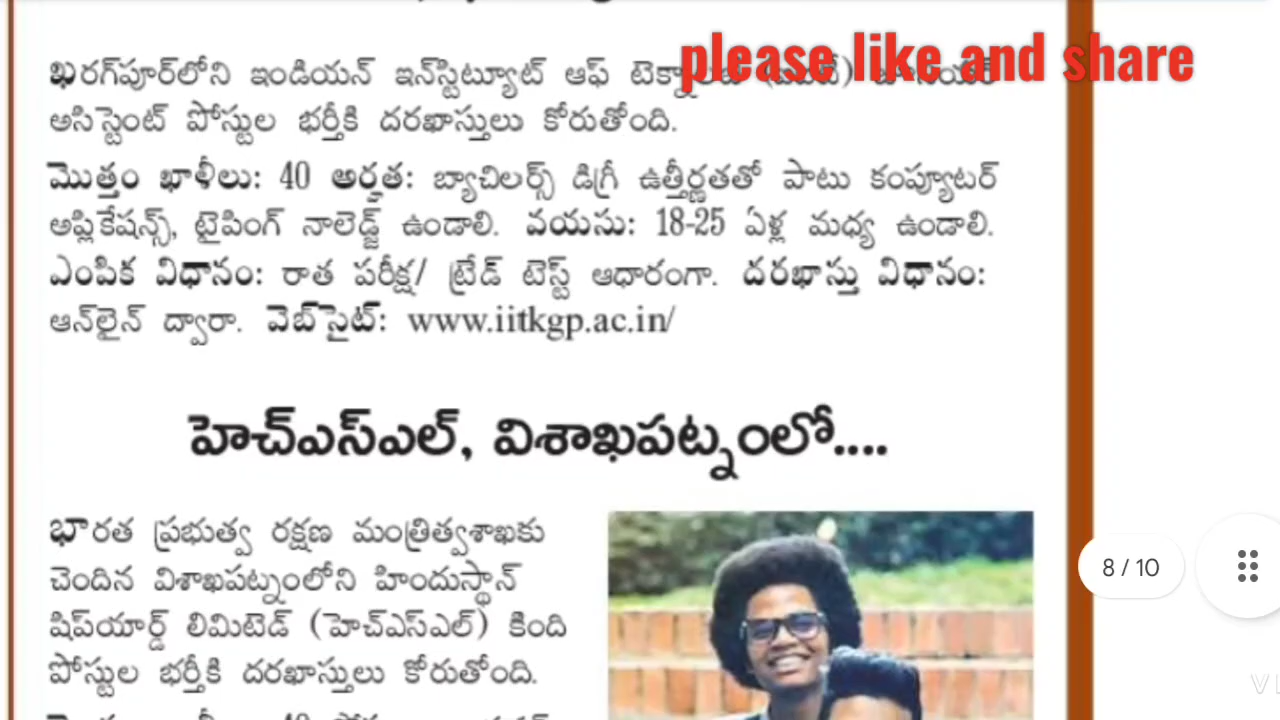 please like and share
ఖరగ్‌పూర్‌లోని ఇండియన్ ఇన్‌స్టిట్యూట్ ఆఫ్
అసిస్టెంట్ పోస్టుల భర్తీకి దరఖాస్తులు కోరుతోంది.
మొత్తం ఖాళీలు: 40 అర్హత: బ్యాచిలర్స్ డిగ్రీ ఉత్తీర్ణతతో పాటు కంప్యూటర్
అప్లికేషన్స్, టైపింగ్ నాలెడ్జ్ ఉండాలి. వయసు: 18-25 ఏళ్ల మధ్య ఉండాలి.
ఎంపిక విధానం: రాత పరీక్ష/ ట్రేడ్ టెస్ట్ ఆధారంగా. దరఖాస్తు విధానం:
ఆన్‌లైన్ ద్వారా. వెబ్‌సైట్: www.iitkgp.ac.in/
హెచ్‌ఎస్‌ఎల్, విశాఖపట్నంలో....
భారత ప్రభుత్వ రక్షణ మంత్రిత్వశాఖకు
చెందిన విశాఖపట్నంలోని హిందుస్థాన్
షిప్‌యార్డ్ లిమిటెడ్ (హెచ్‌ఎస్‌ఎల్) కింది
పోస్టుల భర్తీకి దరఖాస్తులు కోరుతోంది.
8 / 10